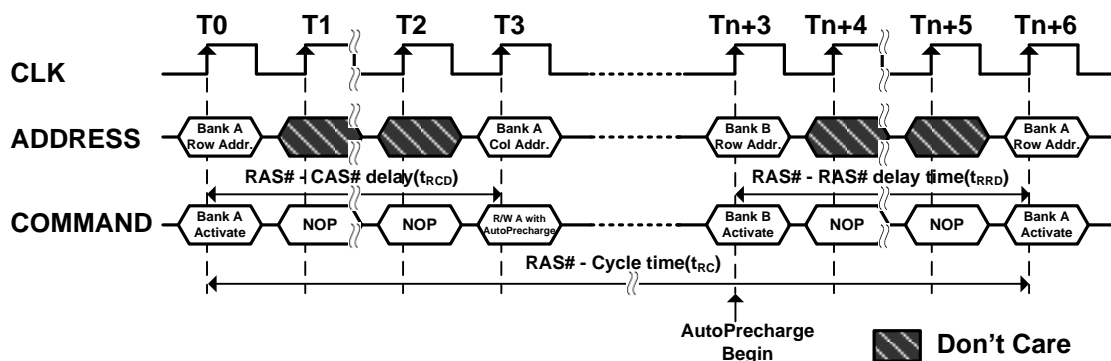 T0 T1 T2 T3 Tn+3 Tn+4 Tn+5 Tn+6
CLK
ADDRESS
Bank A
Row Addr.
Bank A
Col Addr.
Bank B
Row Addr.
Bank A
Row Addr.
RAS# - CAS# delay(tRCD)
RAS# - RAS# delay time(tRRD)
COMMAND
Bank A
Activate
NOP
NOP
R/W A with
AutoPrecharge
Bank B
Activate
NOP
NOP
Bank A
Activate
RAS# - Cycle time(tRC)
AutoPrecharge
Begin
Don't Care